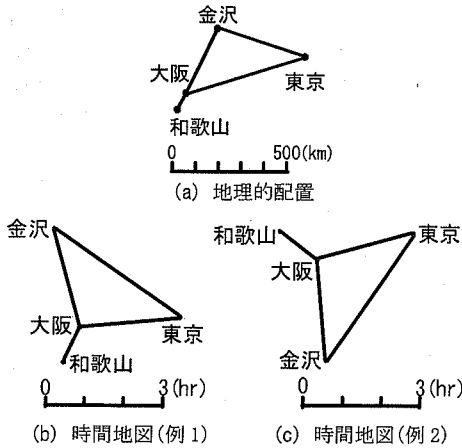 金沢
大阪
東京
和歌山
0 500(km)
(a) 地理的配置
金沢
大阪
東京
和歌山
0 3 (hr)
(b) 時間地図(例1)
和歌山
東京
大阪
金沢
0 3 (hr)
(c) 時間地図(例2)